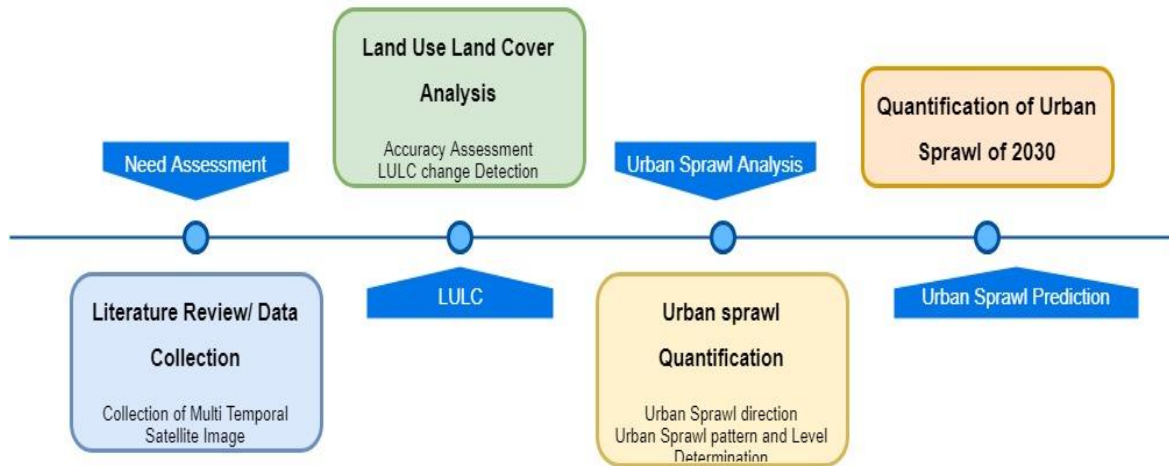 Need Assessment
Literature Review/ Data
Collection
Collection of Multi Temporal
Satellite Image
Land Use Land Cover
Analysis
Accuracy Assessment
LULC change Detection
LULC
Urban Sprawl Analysis
Urban sprawl
Quantification
Urban Sprawl direction
Urban Sprawl pattern and Level
Determination
Quantification of Urban
Sprawl of 2030
Urban Sprawl Prediction